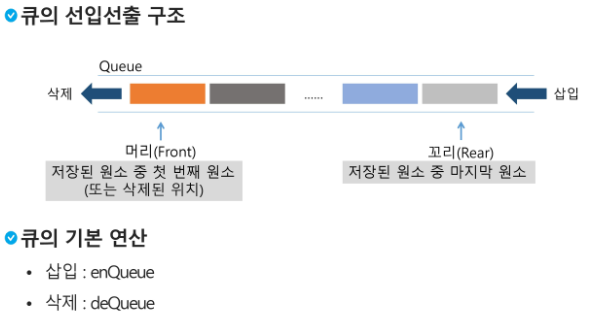 큐의 선입선출 구조
Queue
삭제
......
삽입
머리(Front)
저장된 원소 중 첫 번째 원소
(또는 삭제된 위치)
꼬리(Rear)
저장된 원소 중 마지막 원소
큐의 기본 연산
• 삽입 : enQueue
• 삭제 : deQueue